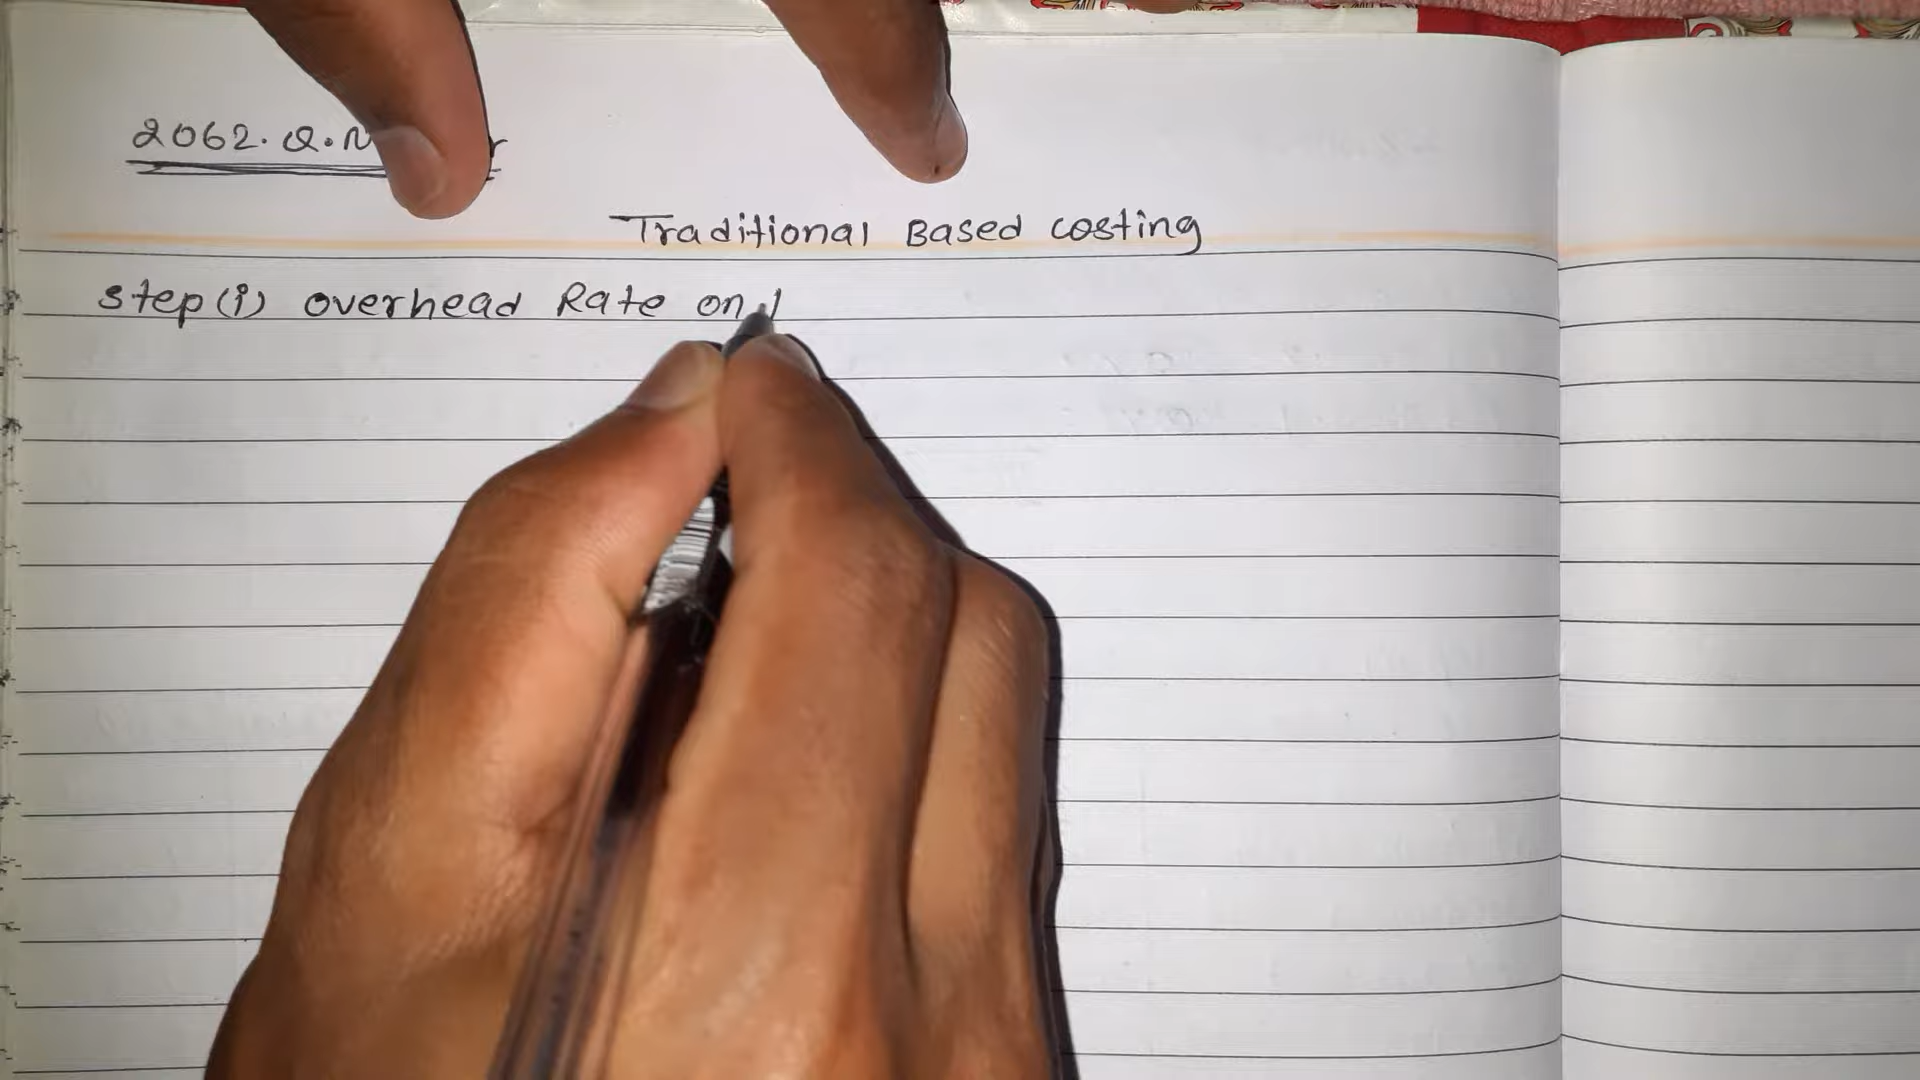 2062. Q.N
Traditional Based costing
step(i) overhead Rate on